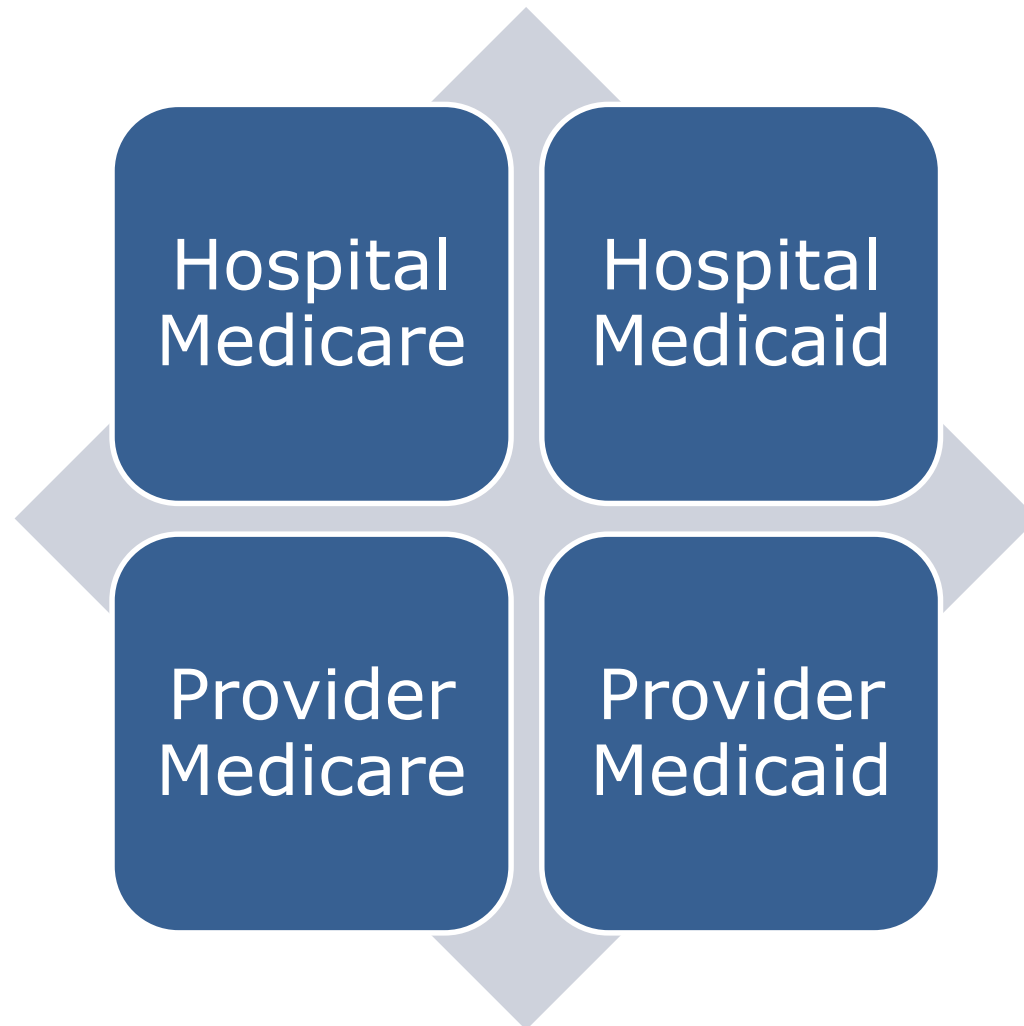 Hospital
Medicare
Hospital
Medicaid
Provider
Medicare
Provider
Medicaid